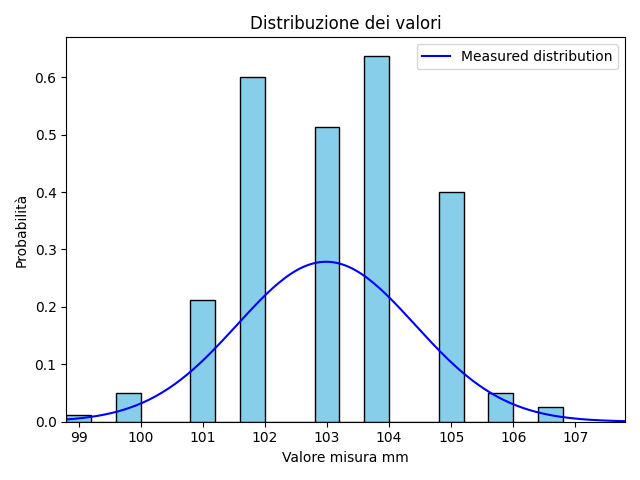 Distribuzione dei valori
Measured distribution
Probabilità
0.6
0.5
0.4
0.3
0.2
0.1
0.0
99 100 101 102 103 104 105 106 107
Valore misura mm